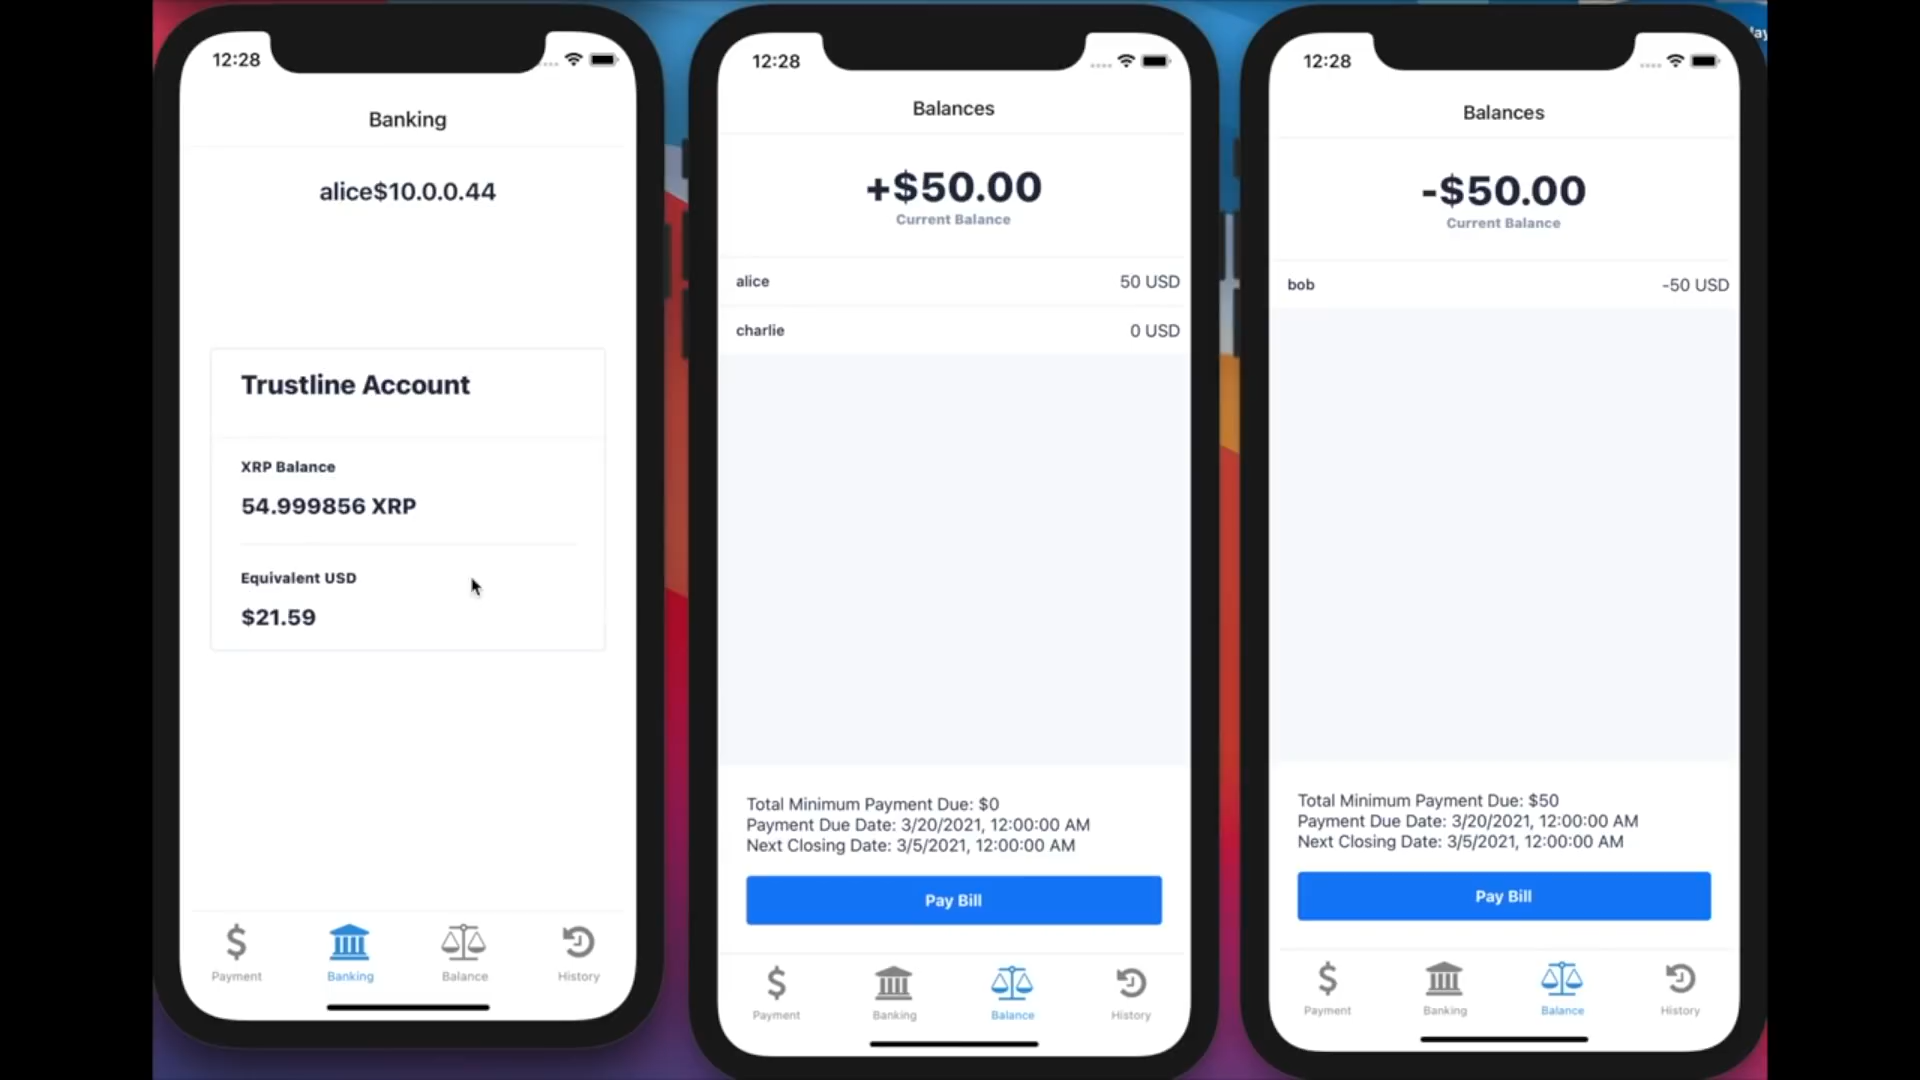 12:28
Banking
alice$10.0.0.44
Trustline Account
XRP Balance
54.999856 XRP
Equivalent USD
$21.59
Payment
Banking
Balance
History
12:28
Balances
+$50.00
Current Balance
alice 50 USD
charlie 0 USD
Total Minimum Payment Due: $0
Payment Due Date: 3/20/2021, 12:00:00 AM
Next Closing Date: 3/5/2021, 12:00:00 AM
Pay Bill
Payment
Banking
Balance
History
12:28
Balances
-$50.00
Current Balance
bob -50 USD
Total Minimum Payment Due: $50
Payment Due Date: 3/20/2021, 12:00:00 AM
Next Closing Date: 3/5/2021, 12:00:00 AM
Pay Bill
Payment
Banking
Balance
History